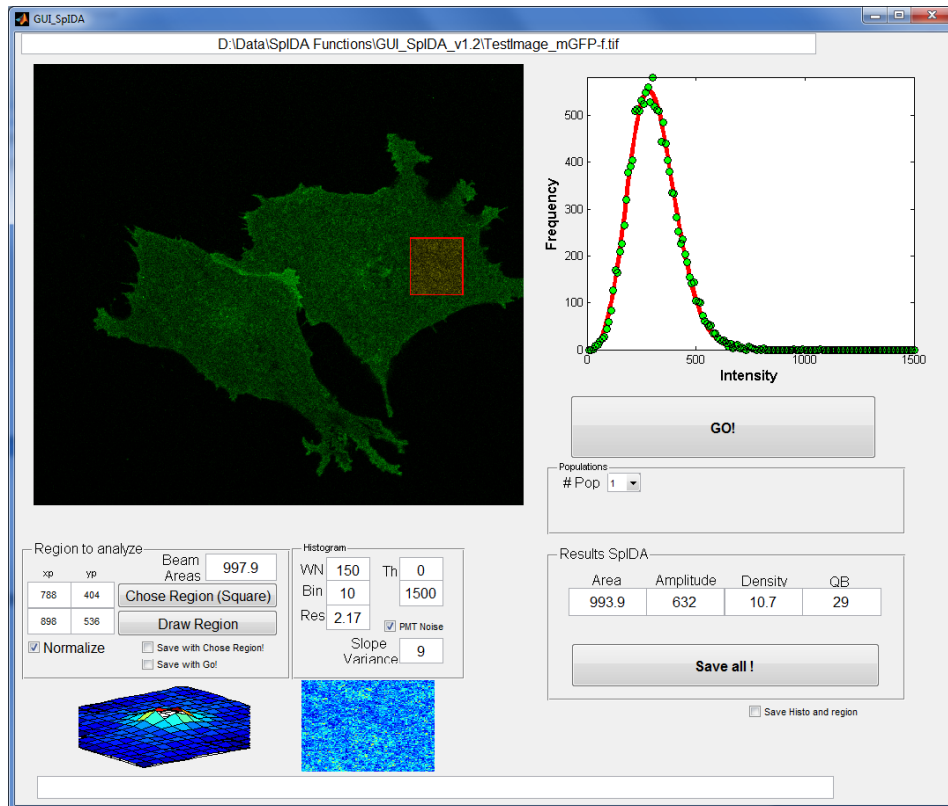 GUI_SpIDA
D:\Data\SpIDA Functions\GUI_SpIDA_v1.2\TestImage_mGFP-f.tif
500
400
300
200
100
0
Frequency
0 500 1000 1500
Intensity
GO!
Populations
# Pop 1
Region to analyze
Beam Areas 997.9
xp yp
788 404 Chose Region (Square)
898 536 Draw Region
Normalize
Save with Chose Region!
Save with Go!
Histogram
WN 150 Th 0
Bin 10 1500
Res 2.17 PMT Noise
Slope
Variance 9
Results SpIDA
Area Amplitude Density QB
993.9 632 10.7 29
Save all !
Save Histo and region